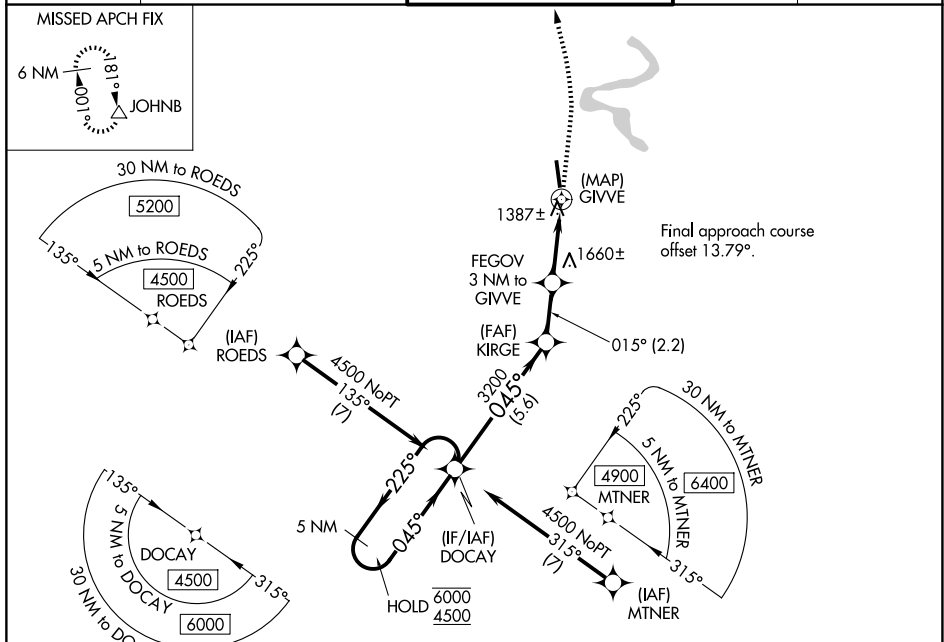 MISSED APCH FIX
6 NM
181°
001°
JOHNB
30 NM to ROEDS
5200
135°
5 NM to ROEDS
225°
4500
ROEDS
(IAF)
ROEDS
4500 NoPT
135°
(7)
(MAP)
GIVVE
1387±
1660±
Final approach course
offset 13.79°.
FEGOV
3 NM to
GIVVE
(FAF)
KIRGE
015° (2.2)
3200
045°
(5.6)
225°
045°
5 NM
(IF/IAF)
DOCAY
HOLD
6000
4500
4500 NoPT
315°
(7)
(IAF)
MTNER
30 NM to MTNER
225°
5 NM to MTNER
4900
MTNER
6400
315°
135°
DOCAY
5 NM to DOCAY
4500
315°
6000
30 NM to DO